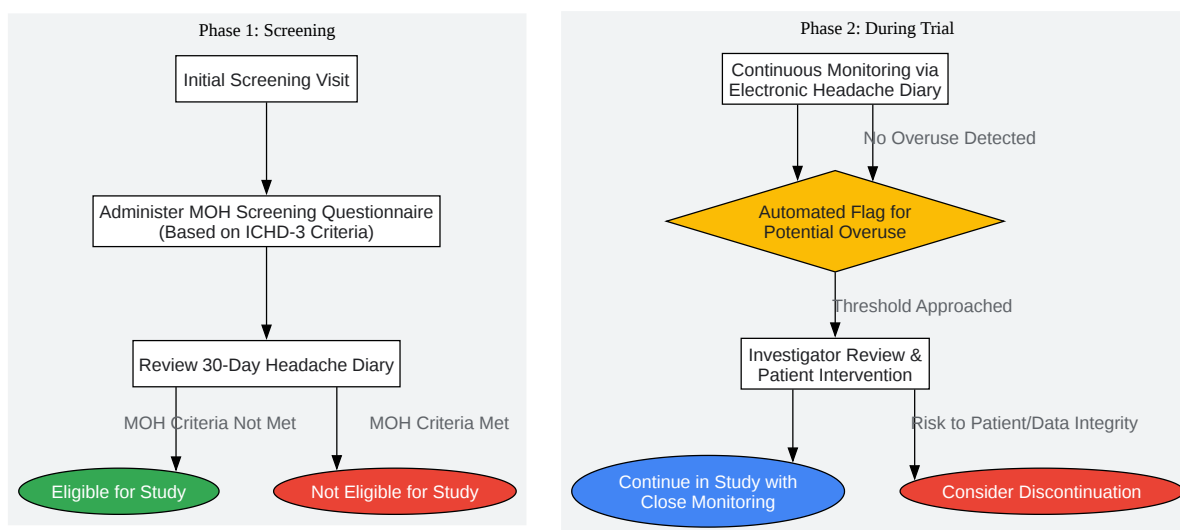 Phase 1: Screening
Initial Screening Visit
Administer MOH Screening Questionnaire
(Based on ICHD-3 Criteria)
Review 30-Day Headache Diary
MOH Criteria Not Met
MOH Criteria Met
Eligible for Study
Not Eligible for Study
Phase 2: During Trial
Continuous Monitoring via
Electronic Headache Diary
No Overuse Detected
Automated Flag for
Potential Overuse
Threshold Approached
Investigator Review &
Patient Intervention
Risk to Patient/Data Integrity
Continue in Study with
Close Monitoring
Consider Discontinuation